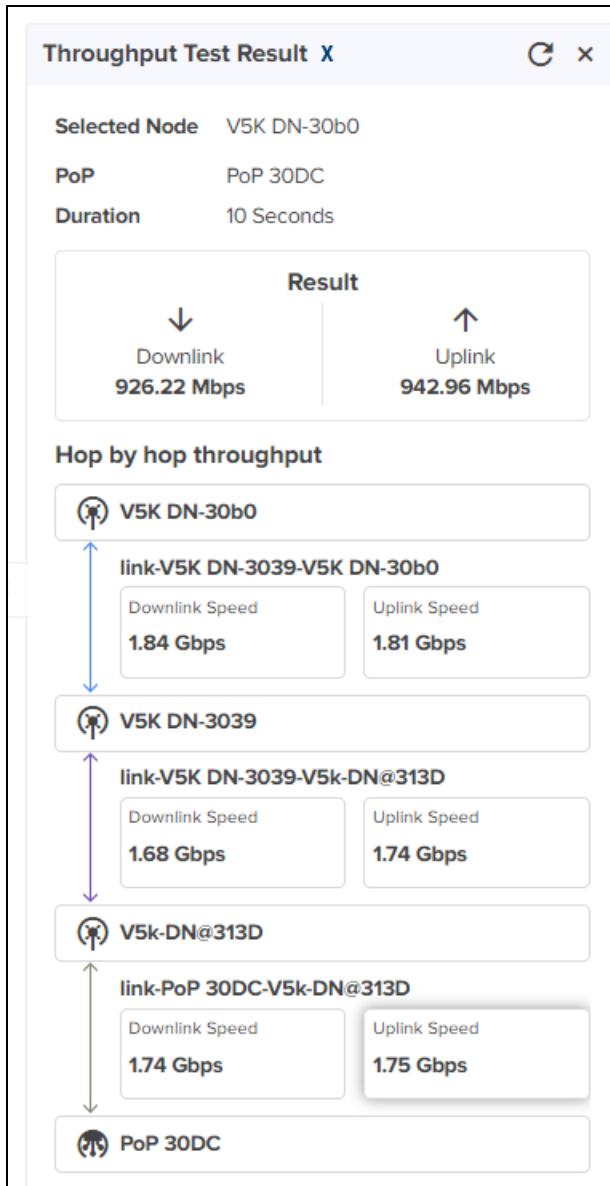 Throughput Test Result X
Selected Node V5K DN-30b0
PoP PoP 30DC
Duration 10 Seconds
Result
Downlink Uplink
926.22 Mbps 942.96 Mbps
Hop by hop throughput
V5K DN-30b0
link-V5K DN-3039-V5K DN-30b0
Downlink Speed Uplink Speed
1.84 Gbps 1.81 Gbps
V5K DN-3039
link-V5K DN-3039-V5k-DN@313D
Downlink Speed Uplink Speed
1.68 Gbps 1.74 Gbps
V5k-DN@313D
link-PoP 30DC-V5k-DN@313D
Downlink Speed Uplink Speed
1.74 Gbps 1.75 Gbps
PoP 30DC